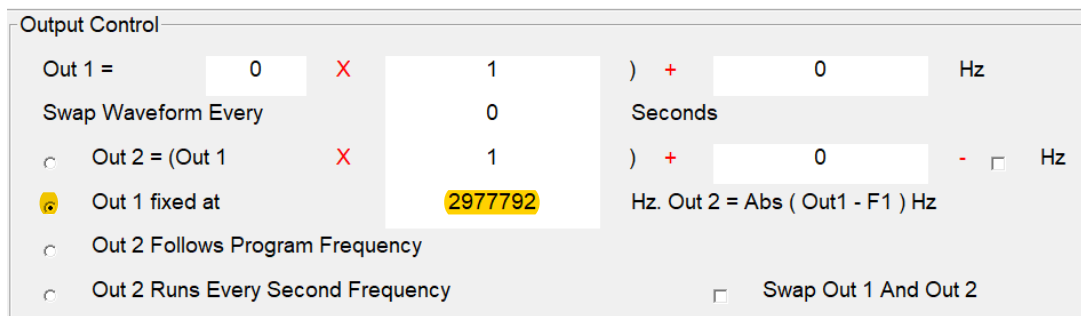 Output Control
Out 1 = 0 X 1 ) + 0 Hz
Swap Waveform Every 0 Seconds
Out 2 = (Out 1 X 1 ) + 0 - Hz
Out 1 fixed at 2977792 Hz. Out 2 = Abs ( Out1 - F1 ) Hz
Out 2 Follows Program Frequency
Out 2 Runs Every Second Frequency Swap Out 1 And Out 2